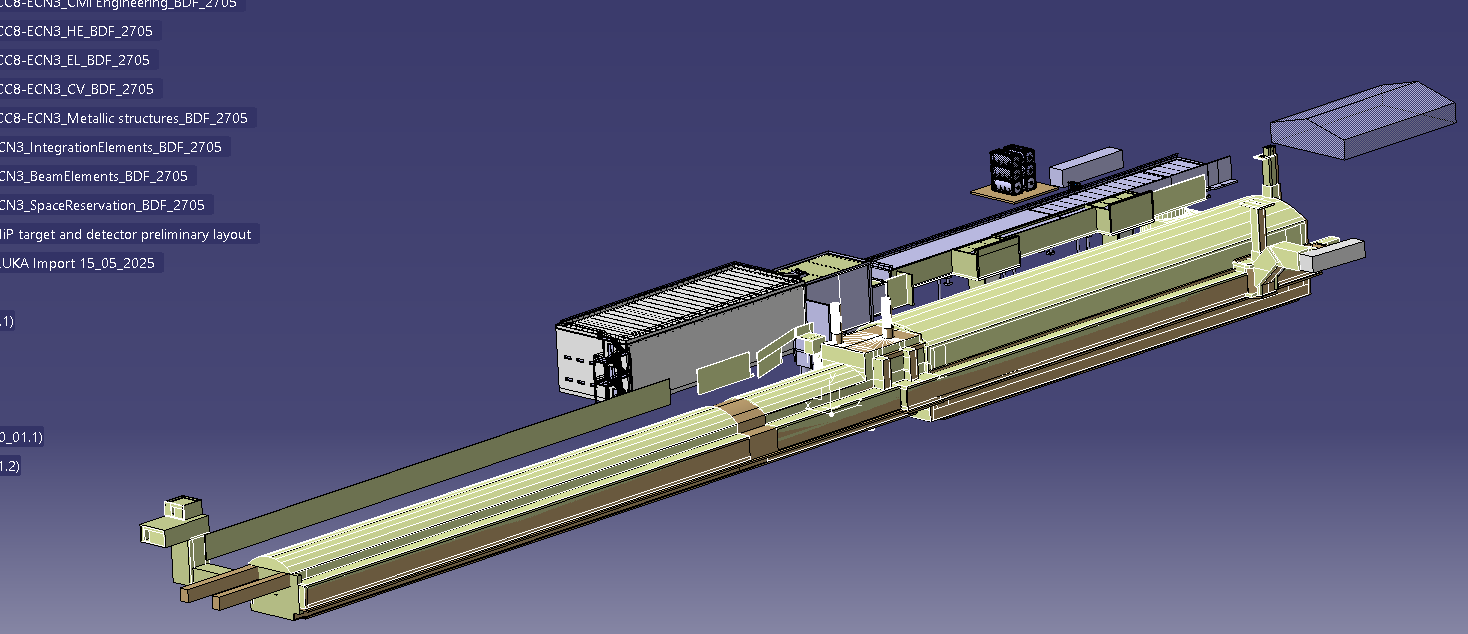 CC8-ECN3_Civil Engineering_BDF_2705
CC8-ECN3_HE_BDF_2705
CC8-ECN3_EL_BDF_2705
CC8-ECN3_CV_BDF_2705
CC8-ECN3_Metallic structures_BDF_2705
CN3_IntegrationElements_BDF_2705
CN3_BeamElements_BDF_2705
CN3_SpaceReservation_BDF_2705
HiP target and detector preliminary layout
LUKA Import 15_05_2025
.1)
0_01.1)
1.2)